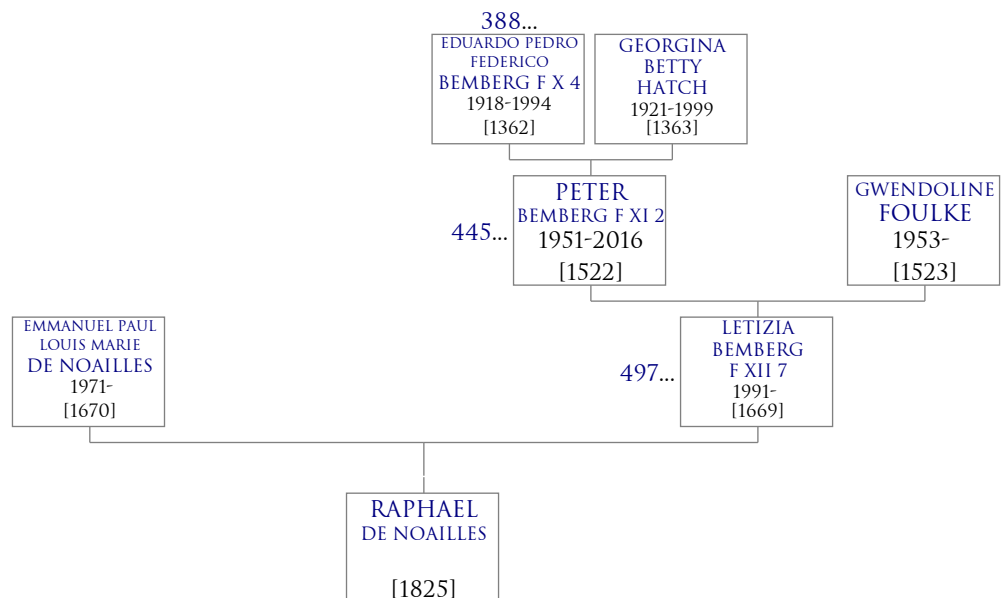 388...
EDUARDO PEDRO
FEDERICO
BEMBERG F X 4
1918-1994
[1362]
GEORGINA
BETTY
HATCH
1921-1999
[1363]
445...
PETER
BEMBERG F XI 2
1951-2016
[1522]
GWENDOLINE
FOULKE
1953-
[1523]
EMMANUEL PAUL
LOUIS MARIE
DE NOAILLES
1971-
[1670]
497...
LETIZIA
BEMBERG
F XII 7
1991-
[1669]
RAPHAEL
DE NOAILLES
[1825]